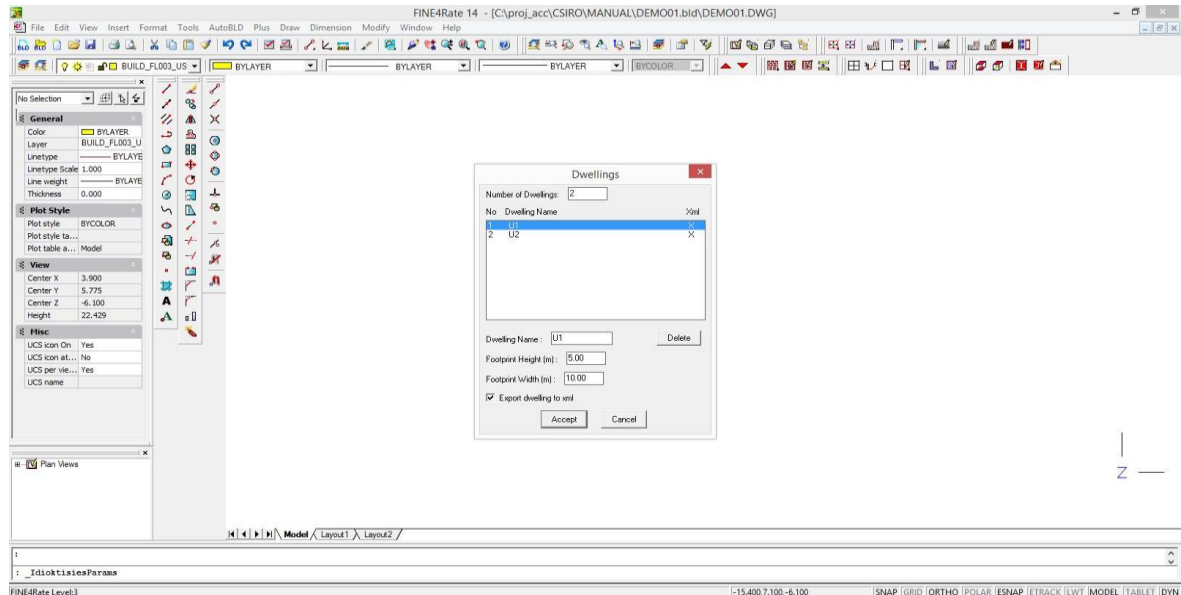 FINE4Rate 14 - [C:\proj_acc\CSIRO\MANUAL\DEMO01.bld\DEMO01.DWG]
File Edit View Insert Format Tools AutoBLD Plus Draw Dimension Modify Window Help
BUILD_FL003_US BYLAYER BYLAYER BYLAYER BYCOLOR
No Selection
General
Color BYLAYER
Layer BUILD_FL003_U
Linetype BYLAYE
Linetype Scale 1.000
Line weight BYLAYE
Thickness 0.000
Plot Style
Plot style BYCOLOR
Plot style ta...
Plot table a... Model
View
Center X 3.900
Center Y 5.775
Center Z -6.100
Height 22.429
Misc
UCS icon On Yes
UCS icon at... No
UCS per vie... Yes
UCS name
Plan Views
Dwellings
Number of Dwellings: 2
No Dwelling Name Xml
1 U1 X
2 U2 X
Dwelling Name : U1 Delete
Footprint Height (m) : 5.00
Footprint Width (m) : 10.00
Export dwelling to xml
Accept Cancel
Z
Model Layout1 Layout2
:
: _IdioktisiesParams
FINE4Rate Level:3 -15.400,7.100,-6.100 SNAP GRID ORTHO POLAR ESNAP ETRACK LWT MODEL TABLET DYN